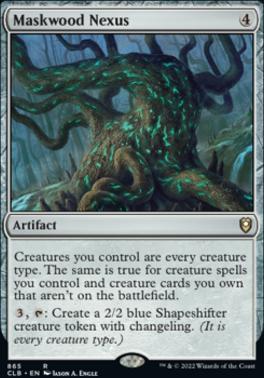 Maskwood Nexus 4
Artifact
Creatures you control are every creature
type. The same is true for creature spells
you control and creature cards you own
that aren't on the battlefield.
3, : Create a 2/2 blue Shapeshifter
creature token with changeling. (It is
every creature type.)
865 R
CLB • EN Jason A. Engle
™ & © 2022 Wizards of the Coast